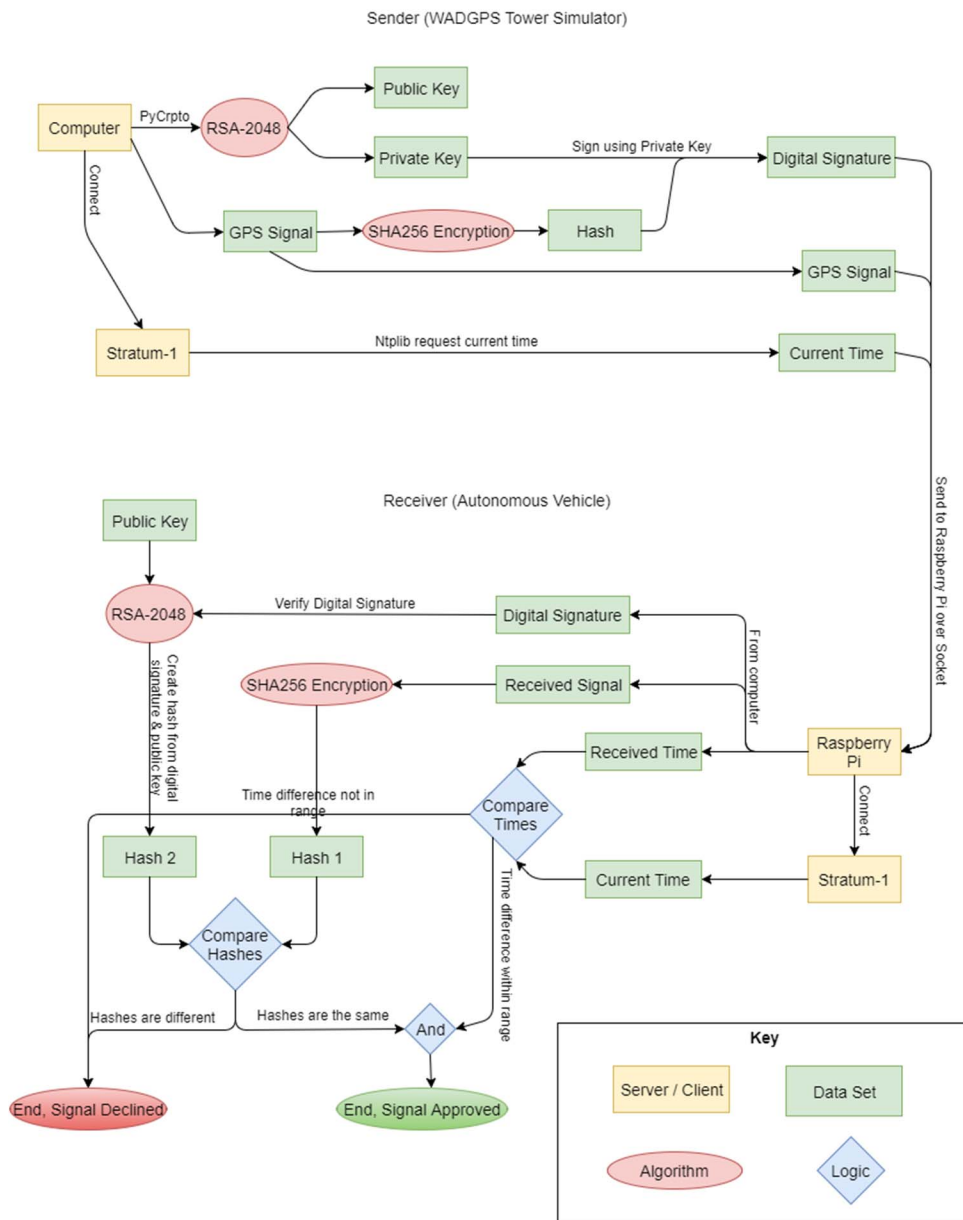 Sender (WADGPS Tower Simulator)
Public Key
PyCrpto
Computer
RSA-2048
Private Key
Sign using Private Key
Digital Signature
Connect
GPS Signal
SHA256 Encryption
Hash
GPS Signal
Stratum-1
Ntplib request current time
Current Time
Send to Raspberry Pi over Socket
Receiver (Autonomous Vehicle)
Public Key
RSA-2048
Verify Digital Signature
Digital Signature
From computer
Create hash from digital
signature & public key
SHA256 Encryption
Received Signal
Received Time
Raspberry
Pi
Connect
Time difference not in
range
Compare
Times
Hash 2
Hash 1
Current Time
Stratum-1
Time difference within
range
Compare
Hashes
Hashes are different
Hashes are the same
And
End, Signal Declined
End, Signal Approved
Key
Server / Client
Data Set
Algorithm
Logic